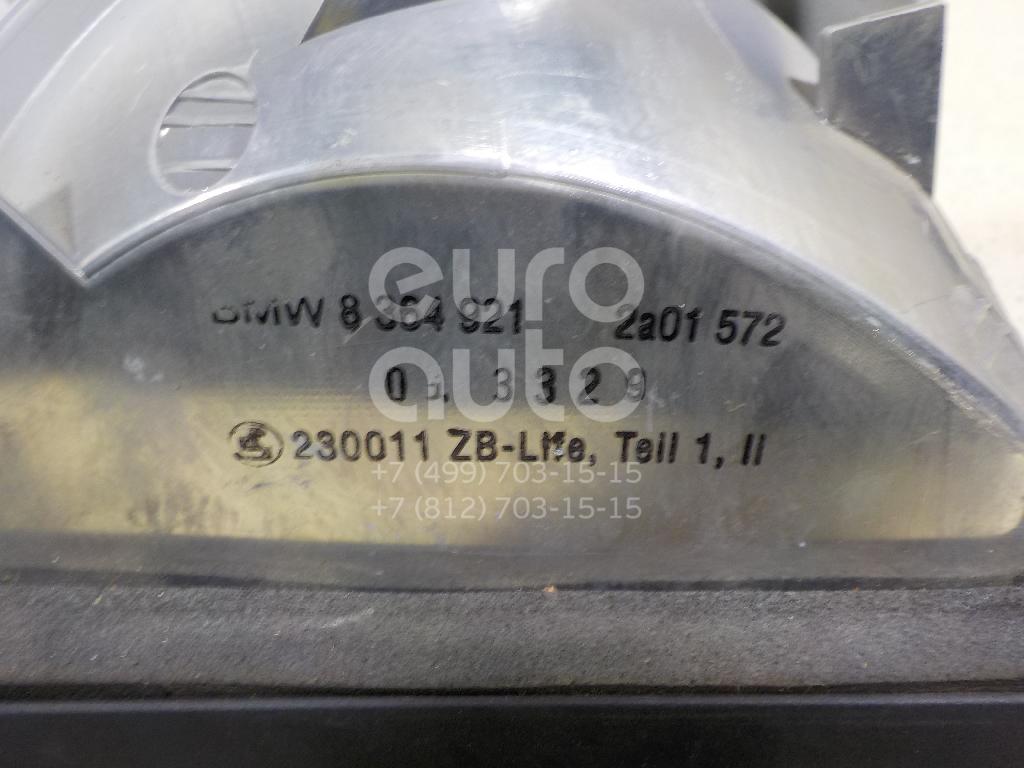 BMW 8 364 921 2a01 572
230011 ZB-Lffe, Teil 1, II
euro
auto
+7 (499) 703-15-15
+7 (812) 703-15-15